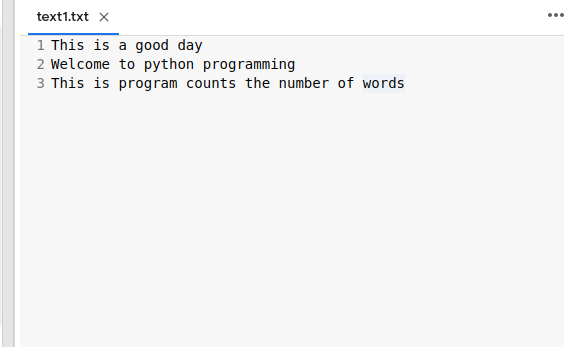 text1.txt
1 This is a good day
2 Welcome to python programming
3 This is program counts the number of words